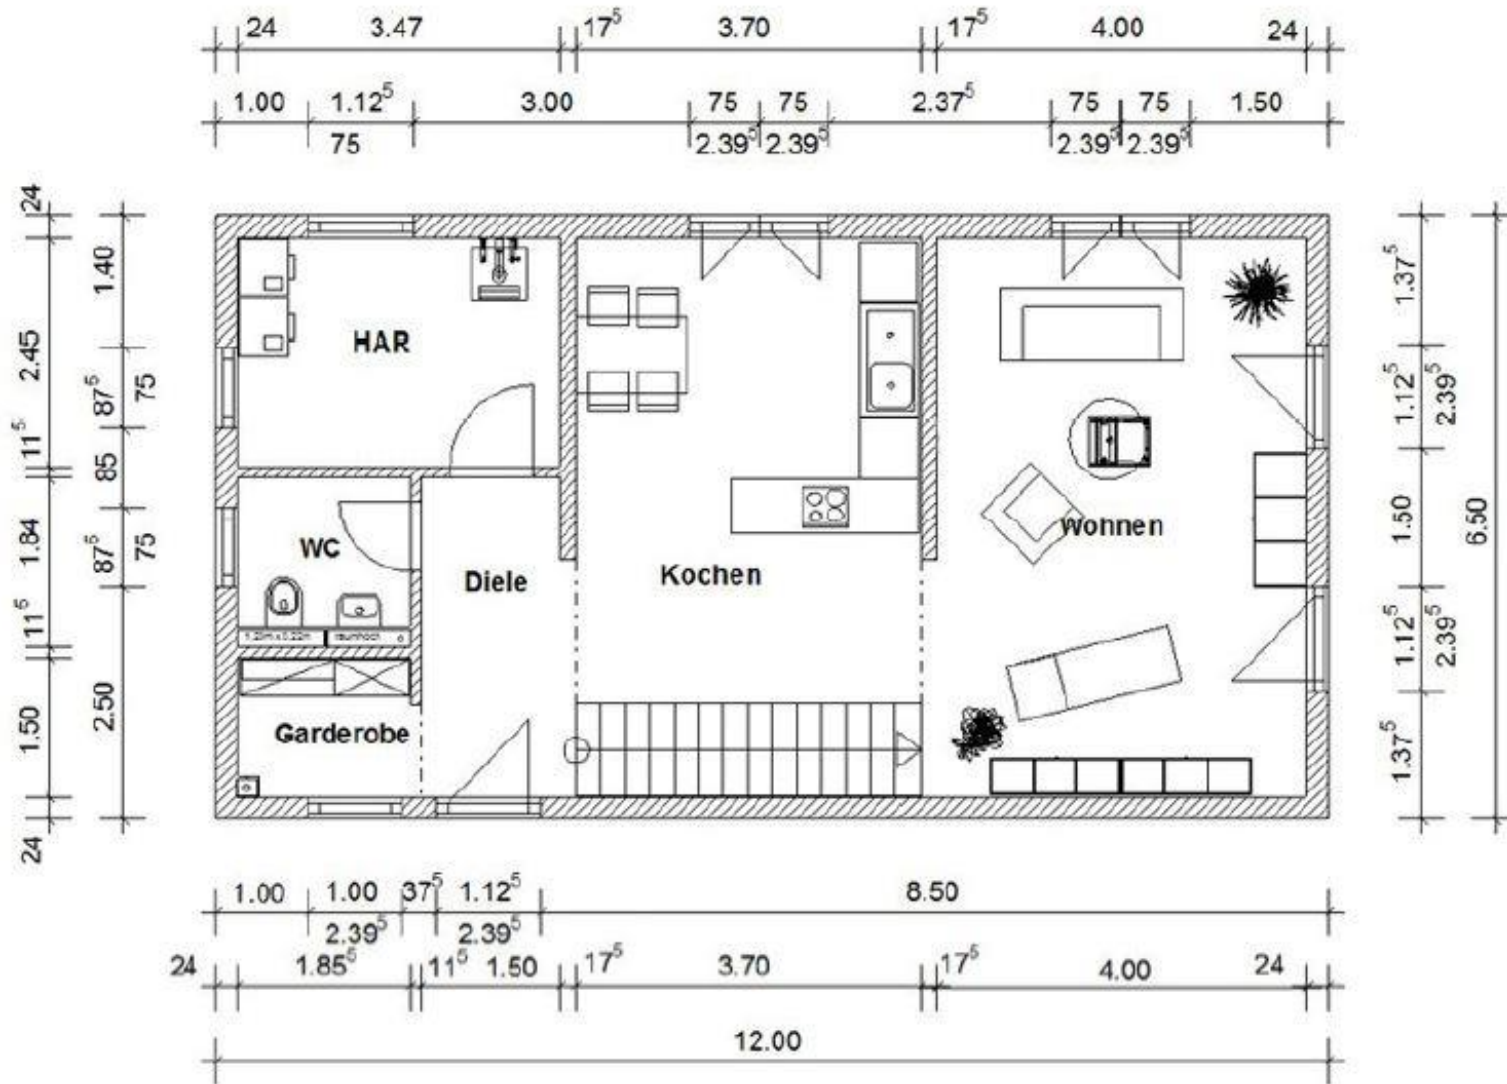 24 3.47 17⁵ 3.70 17⁵ 4.00 24
1.00 1.12⁵ 3.00 75 75 2.37⁵ 75 75 1.50
75 2.39⁵ 2.39⁵ 2.39⁵ 2.39⁵
24
2.45
11⁵
1.84
11⁵
1.50
24
1.40
87⁵
75
85
87⁵
75
2.50
HAR
WC
Diele
Kochen
Wohnen
raumhoch
Garderobe
1.37⁵
1.12⁵
2.39⁵
1.50
1.12⁵
2.39⁵
1.37⁵
6.50
1.00 1.00 37⁵ 1.12⁵ 8.50
2.39⁵ 2.39⁵
24 1.85⁵ 11⁵ 1.50 17⁵ 3.70 17⁵ 4.00 24
12.00